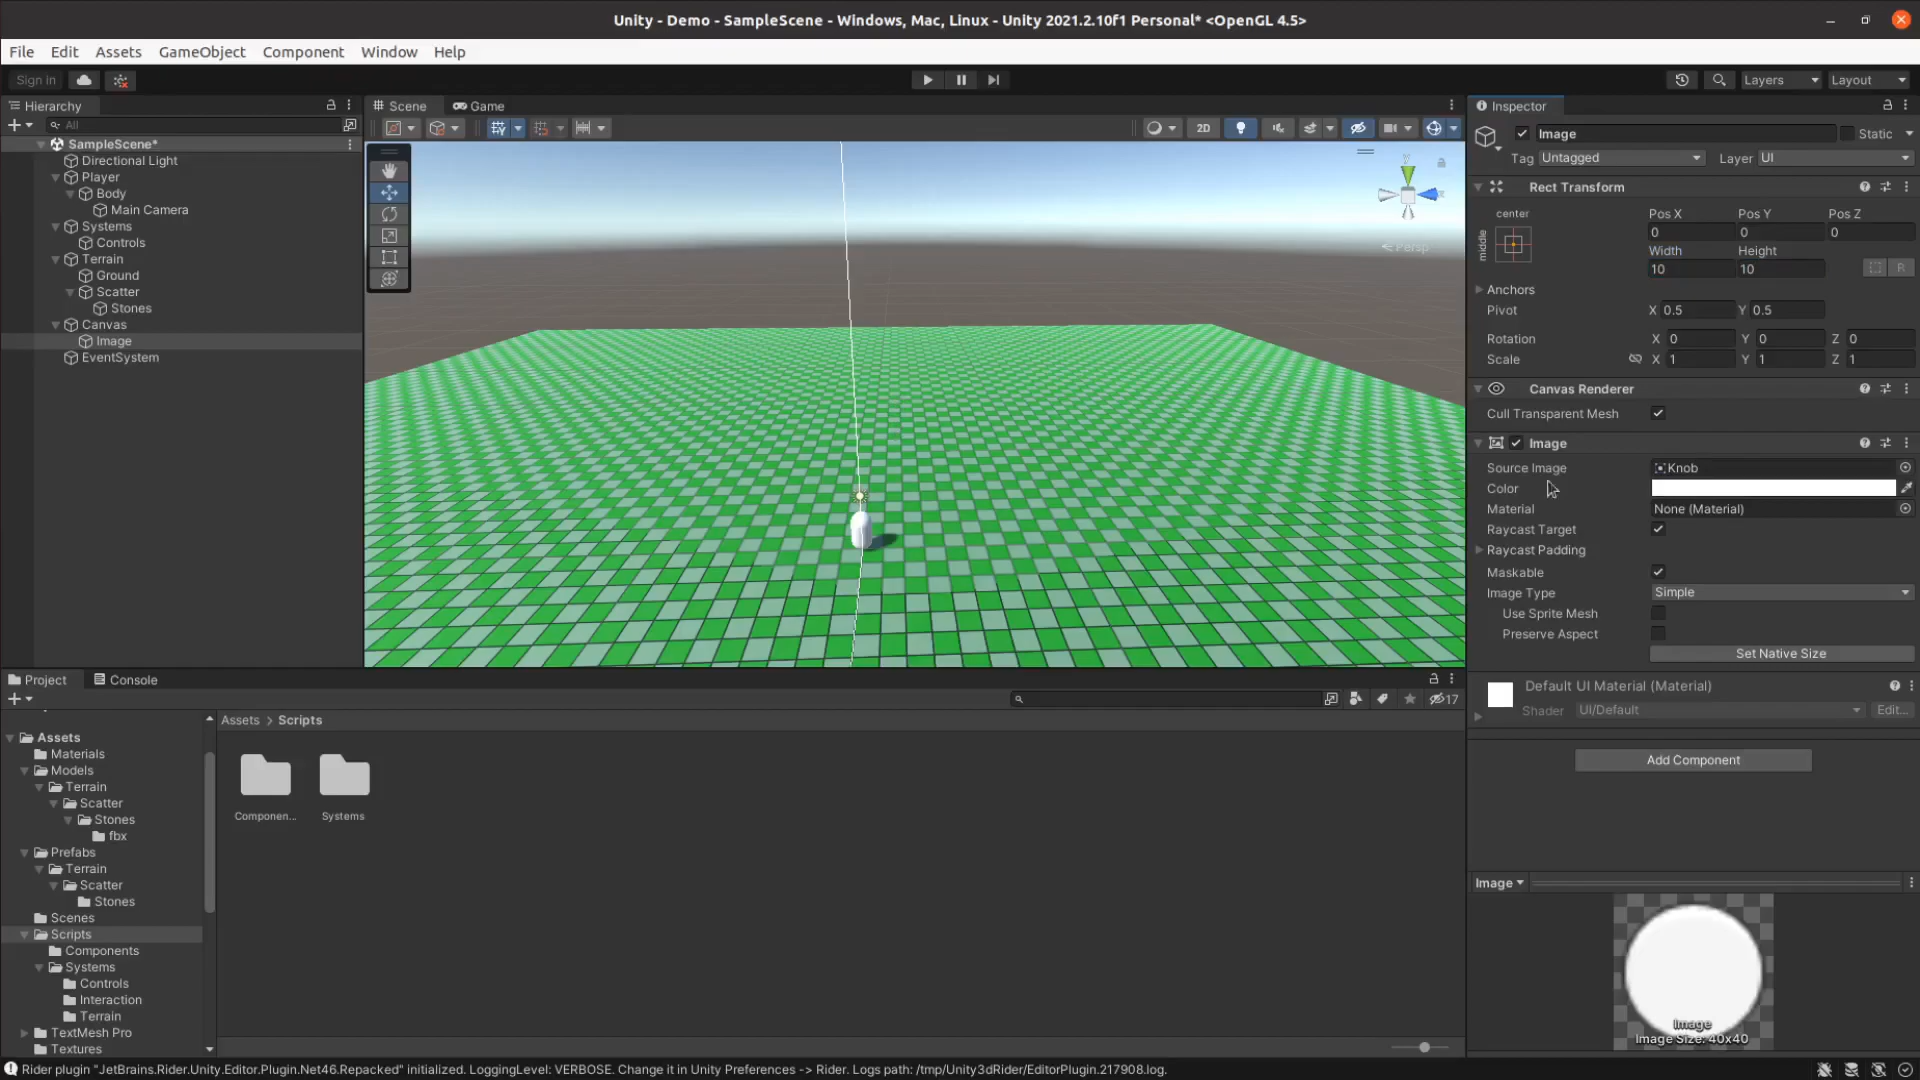 Unity - Demo - SampleScene - Windows, Mac, Linux - Unity 2021.2.10f1 Personal* <OpenGL 4.5>
File Edit Assets GameObject Component Window Help
Sign in
Layers
Layout
Hierarchy
All
SampleScene*
Directional Light
Player
Body
Main Camera
Systems
Controls
Terrain
Ground
Scatter
Stones
Canvas
Image
EventSystem
Scene
Game
2D
Y
Persp
Inspector
Image
Static
Tag Untagged
Layer UI
Rect Transform
center
middle
Pos X Pos Y Pos Z
0 0 0
Width Height
10 10
R
Anchors
Pivot X 0.5 Y 0.5
Rotation X 0 Y 0 Z 0
Scale X 1 Y 1 Z 1
Canvas Renderer
Cull Transparent Mesh
Image
Source Image Knob
Color
Material None (Material)
Raycast Target
Raycast Padding
Maskable
Image Type Simple
Use Sprite Mesh
Preserve Aspect
Set Native Size
Default UI Material (Material)
Shader UI/Default Edit...
Add Component
Image
Image
Image Size: 40x40
Project
Console
17
Assets
Materials
Models
Terrain
Scatter
Stones
fbx
Prefabs
Terrain
Scatter
Stones
Scenes
Scripts
Components
Systems
Controls
Interaction
Terrain
TextMesh Pro
Textures
Assets > Scripts
Componen...
Systems
Rider plugin "JetBrains.Rider.Unity.Editor.Plugin.Net46.Repacked" initialized. LoggingLevel: VERBOSE. Change it in Unity Preferences -> Rider. Logs path: /tmp/Unity3dRider/EditorPlugin.217908.log.